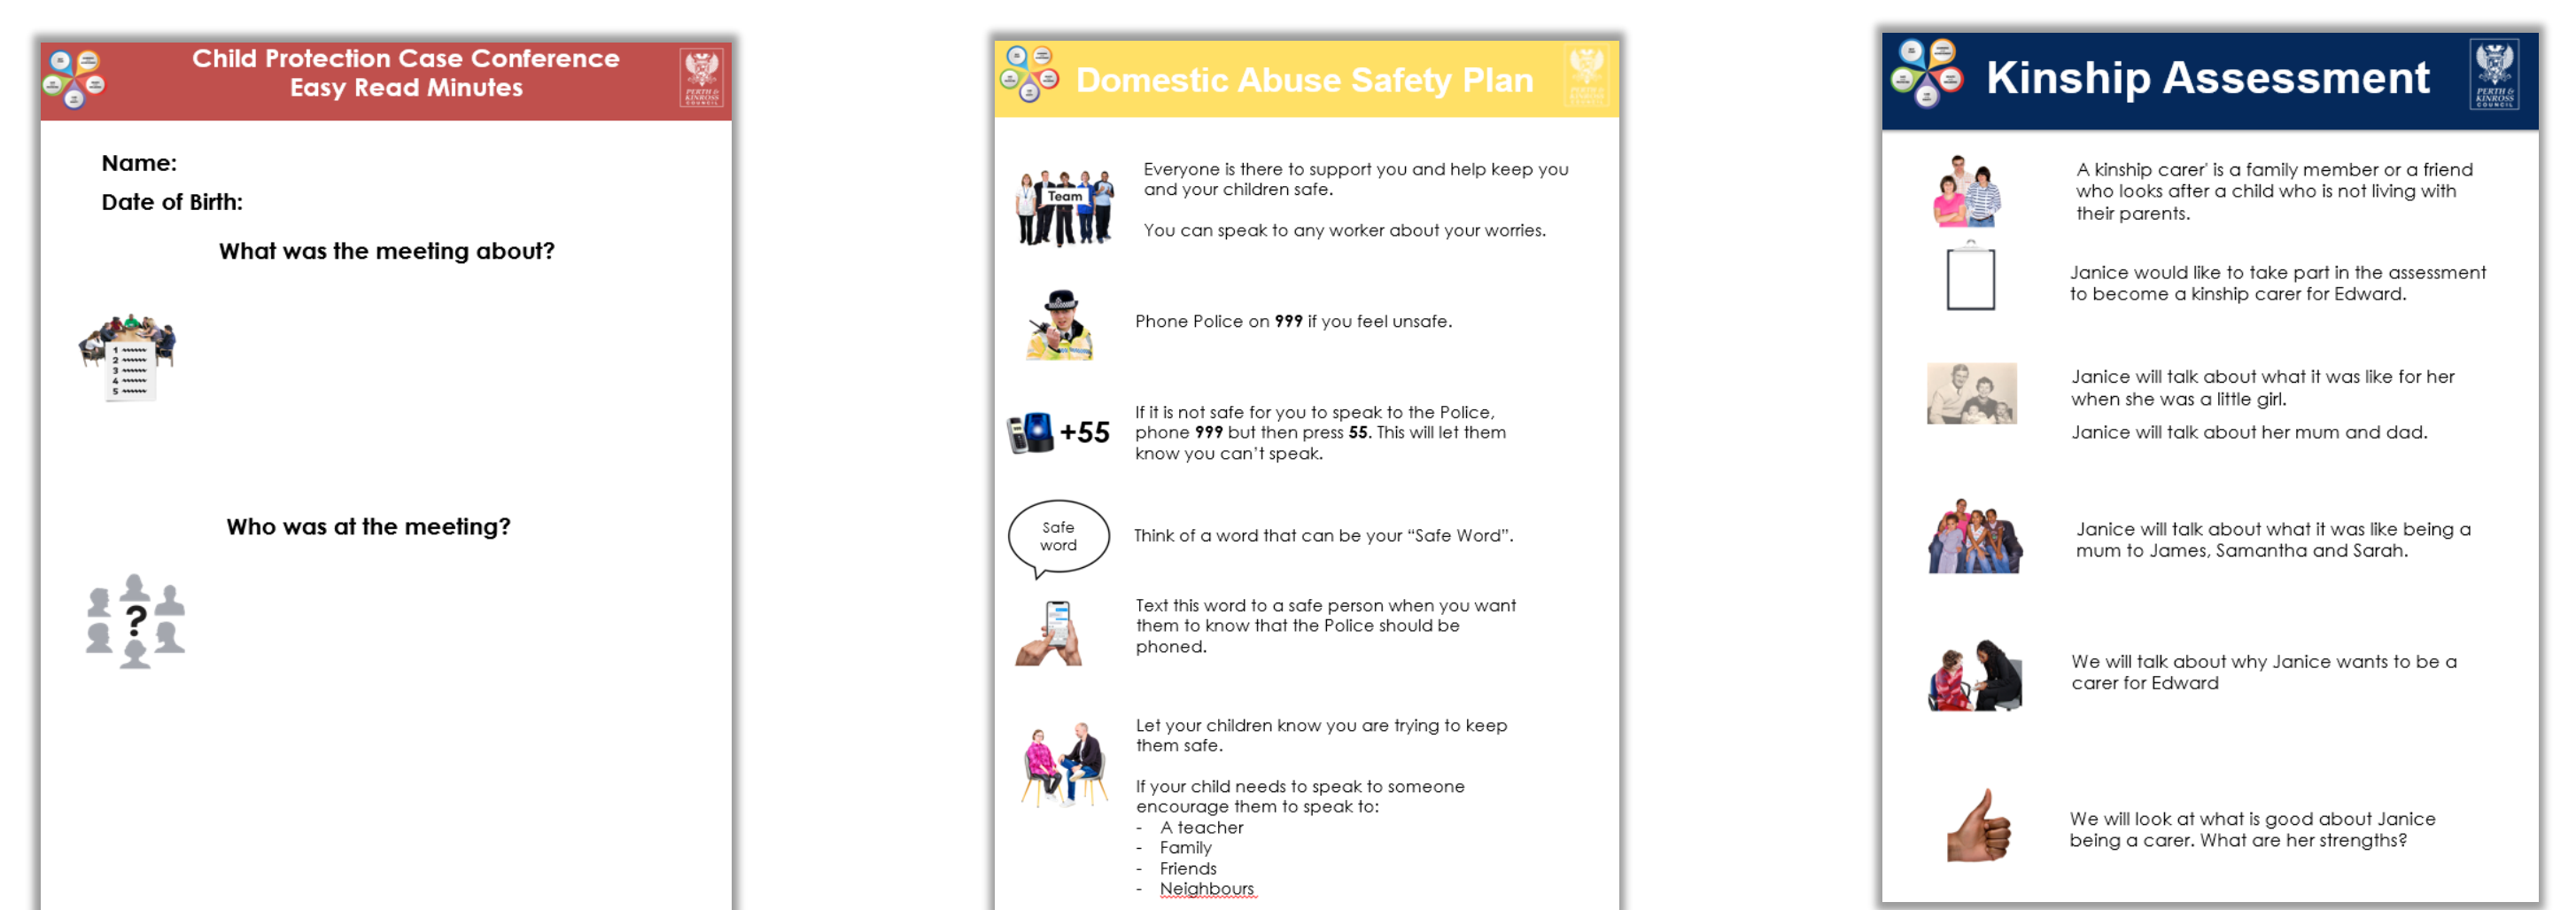 Child Protection Case Conference
Easy Read Minutes
PERTH &
KINROSS
COUNCIL
Name:
Date of Birth:
What was the meeting about?
1
2
3
4
5
Who was at the meeting?
?
Domestic Abuse Safety Plan
PERTH &
KINROSS
COUNCIL
Team
Everyone is there to support you and help keep you
and your children safe.
You can speak to any worker about your worries.
Phone Police on 999 if you feel unsafe.
+55
If it is not safe for you to speak to the Police,
phone 999 but then press 55. This will let them
know you can’t speak.
Safe
word
Think of a word that can be your “Safe Word”.
Text this word to a safe person when you want
them to know that the Police should be
phoned.
Let your children know you are trying to keep
them safe.
If your child needs to speak to someone
encourage them to speak to:
- A teacher
- Family
- Friends
- Neighbours
Kinship Assessment
PERTH &
KINROSS
COUNCIL
A kinship carer' is a family member or a friend
who looks after a child who is not living with
their parents.
Janice would like to take part in the assessment
to become a kinship carer for Edward.
Janice will talk about what it was like for her
when she was a little girl.
Janice will talk about her mum and dad.
Janice will talk about what it was like being a
mum to James, Samantha and Sarah.
We will talk about why Janice wants to be a
carer for Edward
We will look at what is good about Janice
being a carer. What are her strengths?